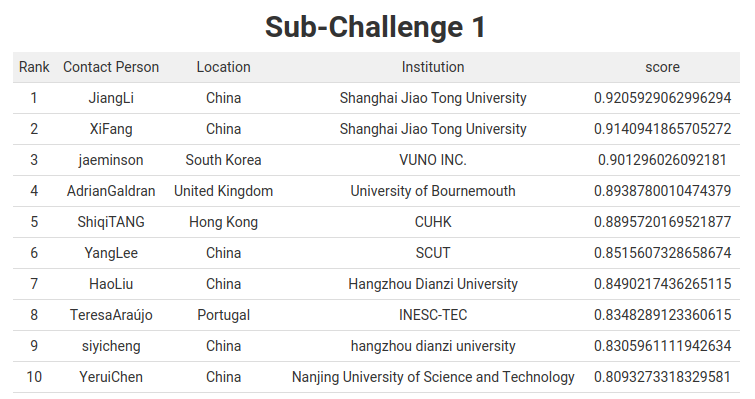 Sub-Challenge 1
Rank Contact Person Location Institution score
1 JiangLi China Shanghai Jiao Tong University 0.9205929062996294
2 XiFang China Shanghai Jiao Tong University 0.9140941865705272
3 jaeminson South Korea VUNO INC. 0.901296026092181
4 AdrianGaldran United Kingdom University of Bournemouth 0.8938780010474379
5 ShiqiTANG Hong Kong CUHK 0.8895720169521877
6 YangLee China SCUT 0.8515607328658674
7 HaoLiu China Hangzhou Dianzi University 0.8490217436265115
8 TeresaAraújo Portugal INESC-TEC 0.8348289123360615
9 siyicheng China hangzhou dianzi university 0.8305961111942634
10 YeruiChen China Nanjing University of Science and Technology 0.8093273318329581